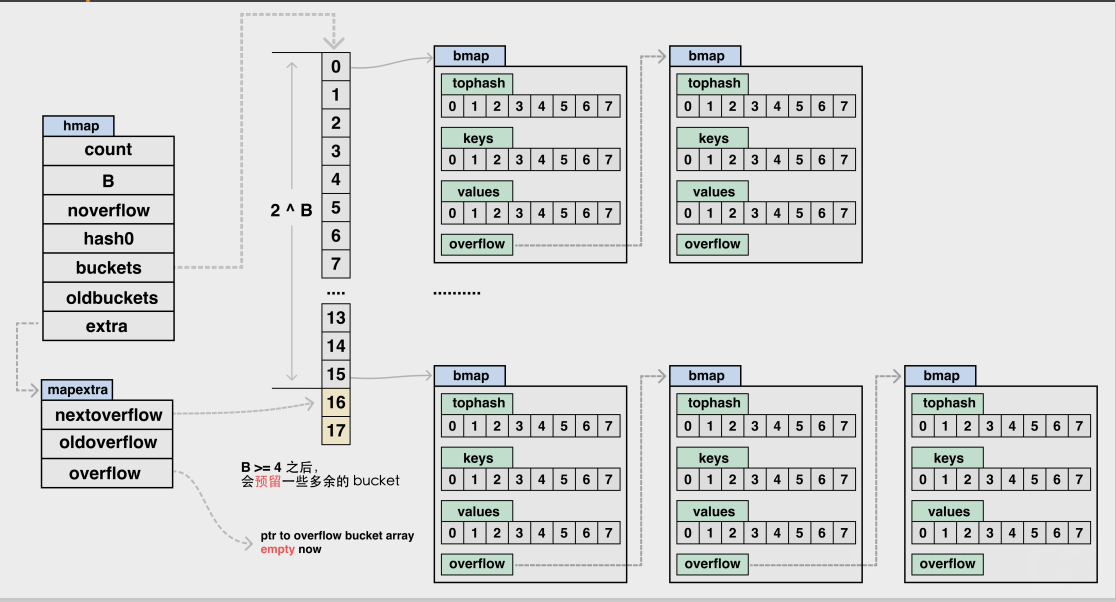 hmap
count
B
noverflow
hash0
buckets
oldbuckets
extra
mapextra
nextoverflow
oldoverflow
overflow
2 ^ B
0
1
2
3
4
5
6
7
....
13
14
15
16
17
B >= 4 之后，
会预留一些多余的 bucket
ptr to overflow bucket array
empty now
bmap
tophash
0 1 2 3 4 5 6 7
keys
0 1 2 3 4 5 6 7
values
0 1 2 3 4 5 6 7
overflow
bmap
tophash
0 1 2 3 4 5 6 7
keys
0 1 2 3 4 5 6 7
values
0 1 2 3 4 5 6 7
overflow
..........
bmap
tophash
0 1 2 3 4 5 6 7
keys
0 1 2 3 4 5 6 7
values
0 1 2 3 4 5 6 7
overflow
bmap
tophash
0 1 2 3 4 5 6 7
keys
0 1 2 3 4 5 6 7
values
0 1 2 3 4 5 6 7
overflow
bmap
tophash
0 1 2 3 4 5 6 7
keys
0 1 2 3 4 5 6 7
values
0 1 2 3 4 5 6 7
overflow